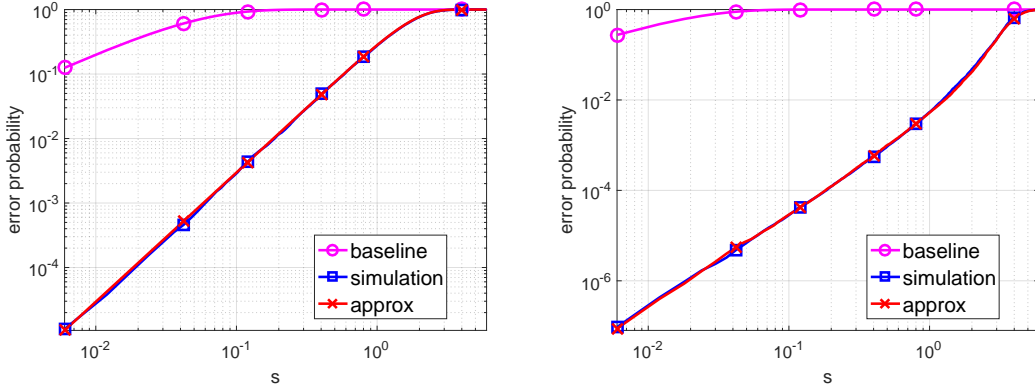 error probability
10^0
10^-1
10^-2
10^-3
10^-4
10^-2 10^-1 10^0
s
baseline
simulation
approx
error probability
10^0
10^-2
10^-4
10^-6
10^-2 10^-1 10^0
s
baseline
simulation
approx